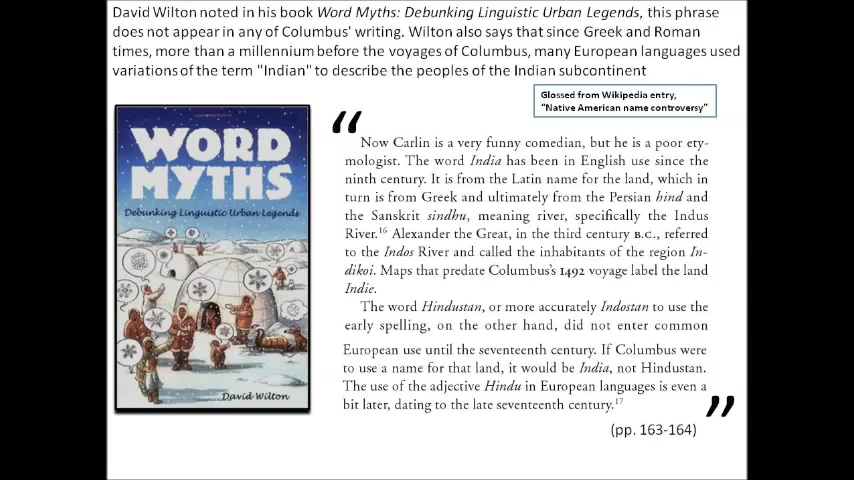 David Wilton noted in his book Word Myths: Debunking Linguistic Urban Legends, this phrase
does not appear in any of Columbus' writing. Wilton also says that since Greek and Roman
times, more than a millennium before the voyages of Columbus, many European languages used
variations of the term "Indian" to describe the peoples of the Indian subcontinent
Glossed from Wikipedia entry,
"Native American name controversy"
WORD
MYTHS
Debunking Linguistic Urban Legends
David Wilton
“
Now Carlin is a very funny comedian, but he is a poor ety-
mologist. The word India has been in English use since the
ninth century. It is from the Latin name for the land, which in
turn is from Greek and ultimately from the Persian hind and
the Sanskrit sindhu, meaning river, specifically the Indus
River.16 Alexander the Great, in the third century B.C., referred
to the Indos River and called the inhabitants of the region In-
dikoi. Maps that predate Columbus's 1492 voyage label the land
Indie.
The word Hindustan, or more accurately Indostan to use the
early spelling, on the other hand, did not enter common
European use until the seventeenth century. If Columbus were
to use a name for that land, it would be India, not Hindustan.
The use of the adjective Hindu in European languages is even a
bit later, dating to the late seventeenth century.17
”
(pp. 163-164)